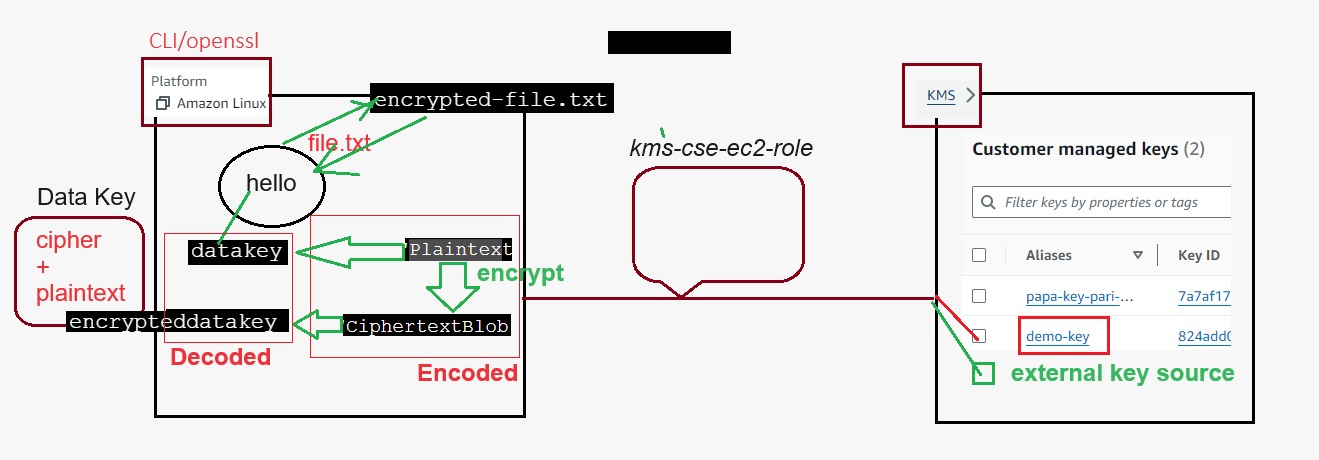 CLI/openssl
Platform
Amazon Linux
encrypted-file.txt
file.txt
hello
Data Key
cipher
+
plaintext
datakey
encrypteddatakey
Decoded
'Plaintext
encrypt
'CiphertextBlob
Encoded
kms-cse-ec2-role
KMS
Customer managed keys (2)
Filter keys by properties or tags
Aliases Key ID
papa-key-pari-... 7a7af17
demo-key 824add0
external key source